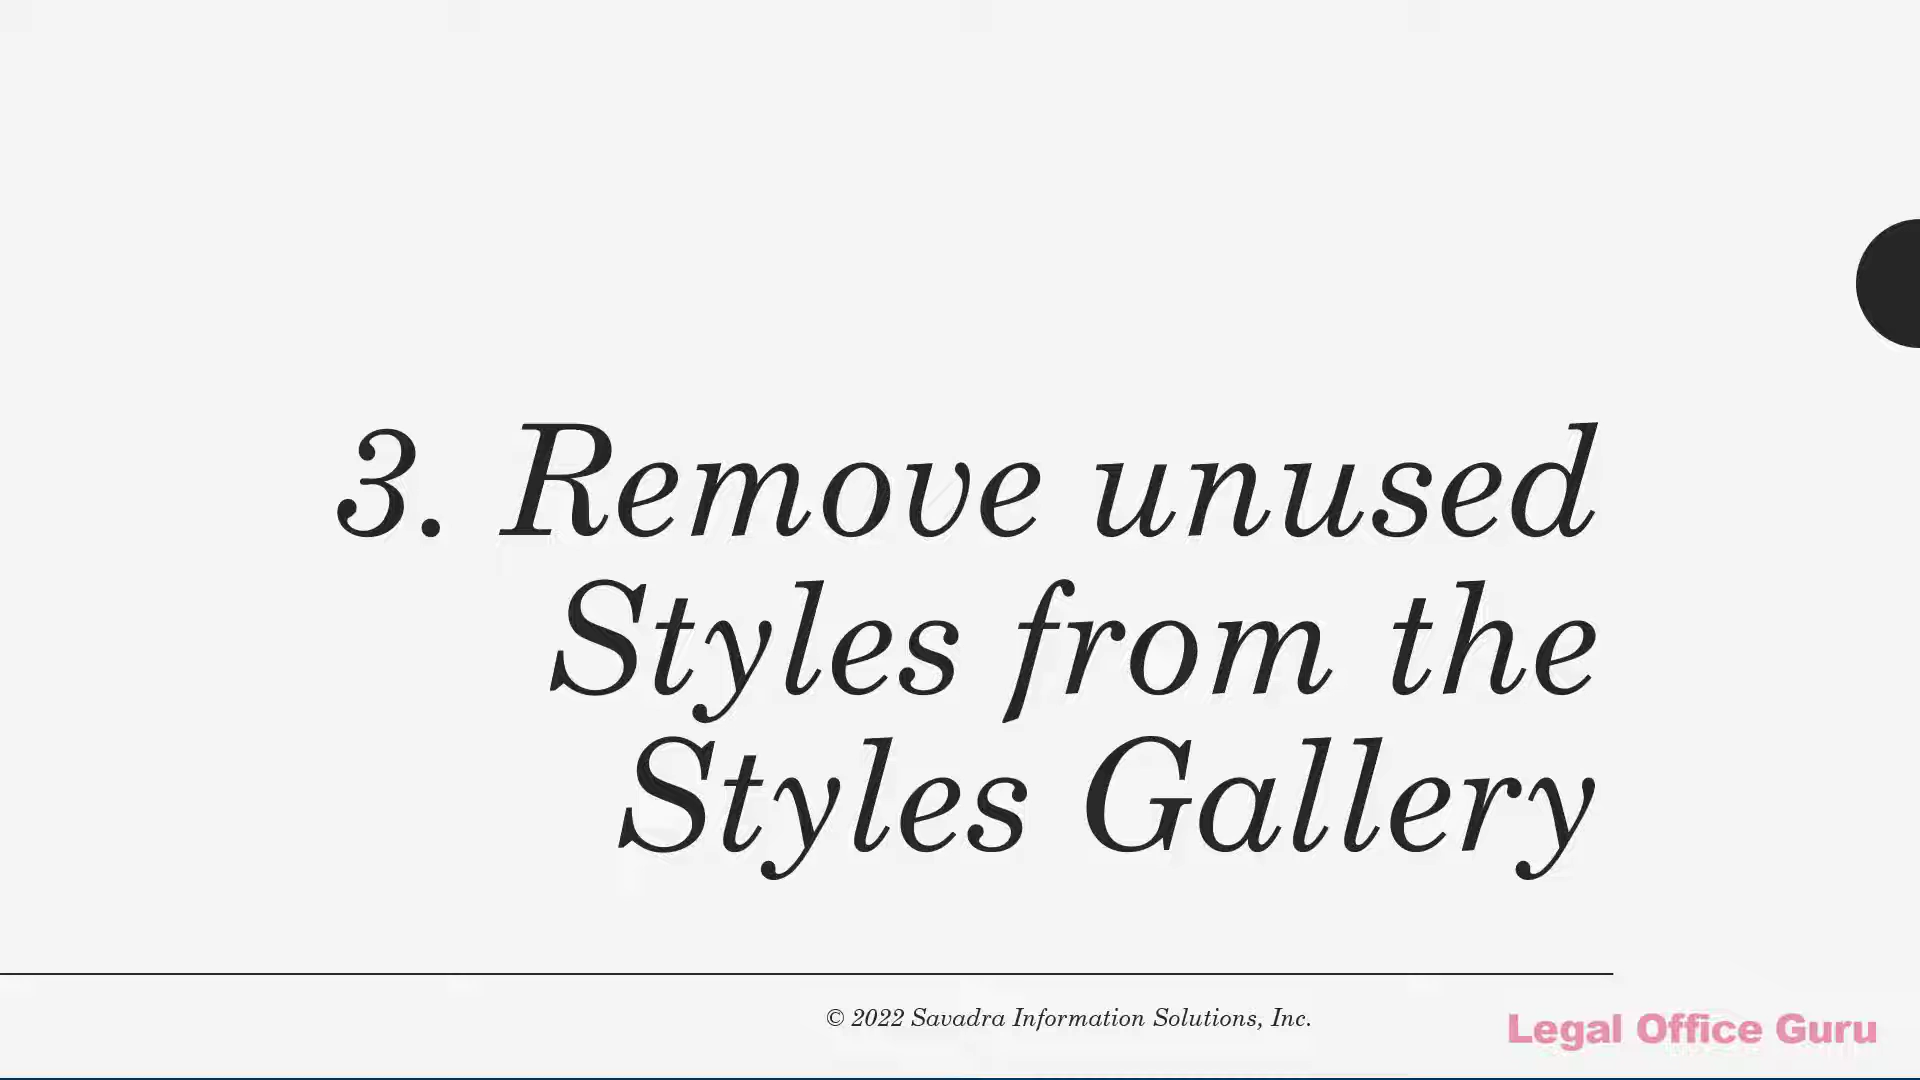 3. Remove unused
Styles from the
Styles Gallery
© 2022 Savadra Information Solutions, Inc.
Legal Office Guru